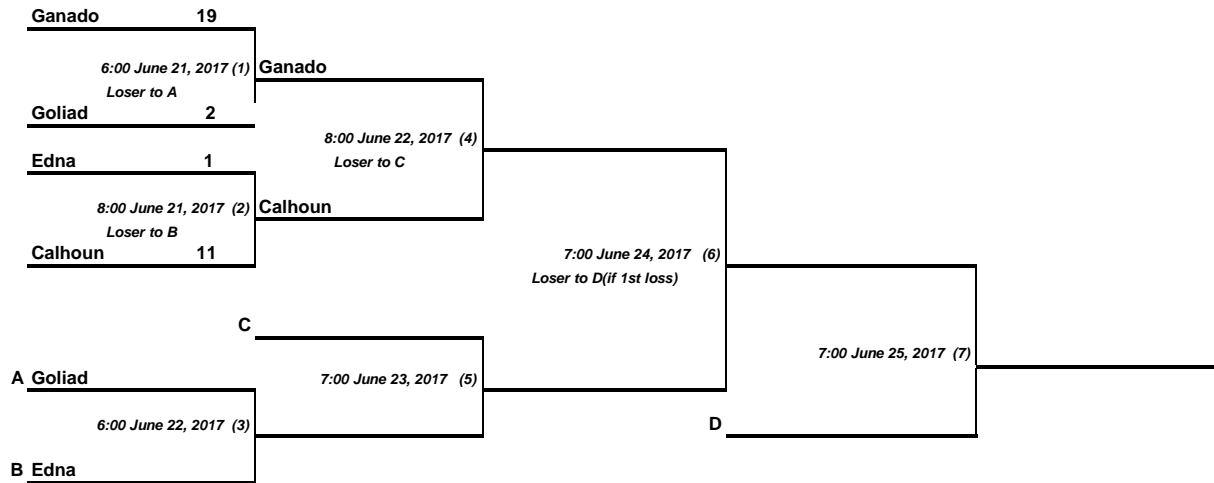 Ganado 19
6:00 June 21, 2017 (1) Ganado
Loser to A
Goliad 2
8:00 June 22, 2017 (4)
Edna 1
Loser to C
8:00 June 21, 2017 (2) Calhoun
Loser to B
Calhoun 11
7:00 June 24, 2017 (6)
Loser to D(if 1st loss)
C
7:00 June 25, 2017 (7)
A Goliad
7:00 June 23, 2017 (5)
6:00 June 22, 2017 (3)
D
B Edna